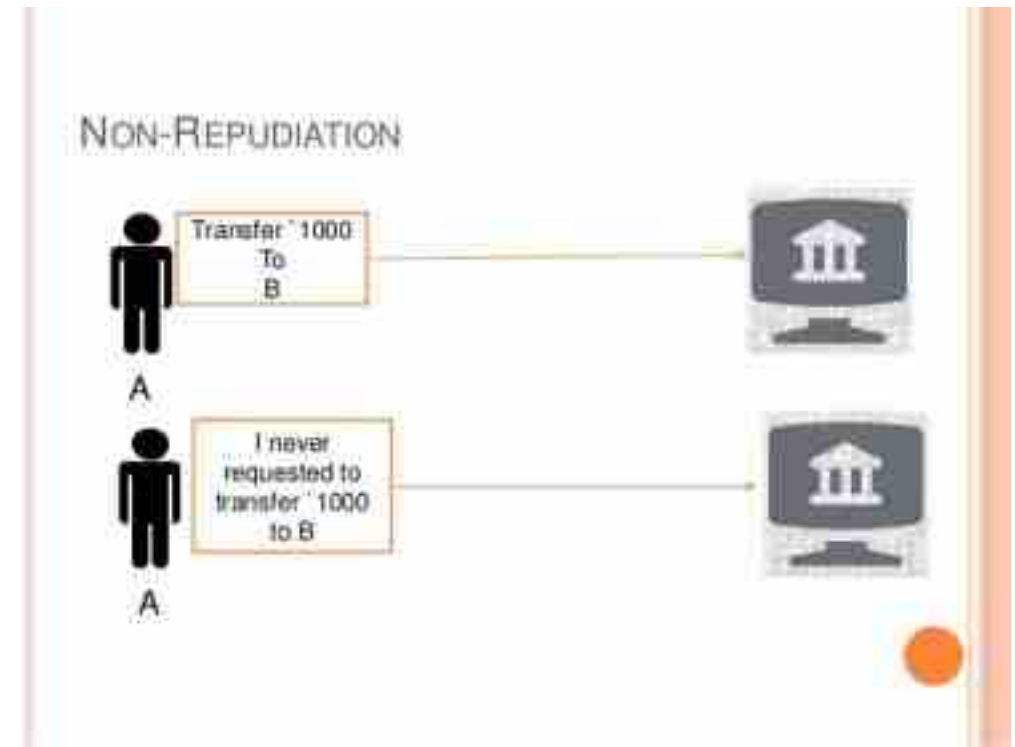 NON-REPUDIATION
Transfer `1000
To
B
A
I never
requested to
transfer `1000
to B
A